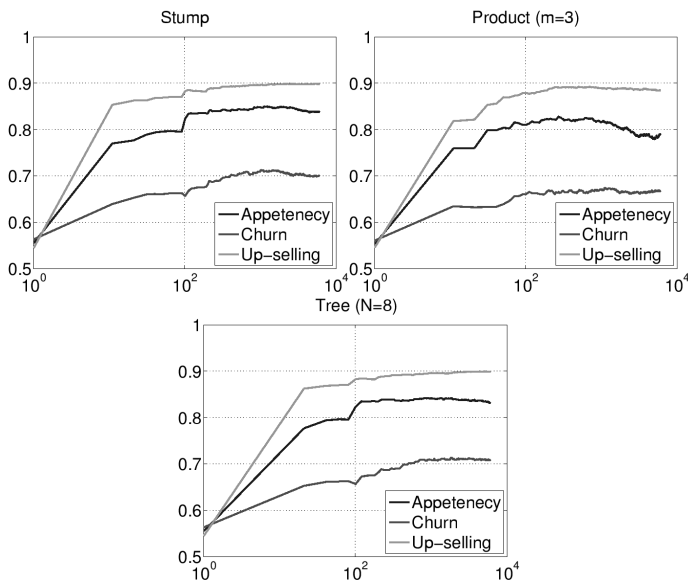 Stump
1
0.9
0.8
0.7
0.6
0.5
10^0
10^2
10^4
Appetenecy
Churn
Up-selling
Product (m=3)
1
0.9
0.8
0.7
0.6
0.5
10^0
10^2
10^4
Appetenecy
Churn
Up-selling
Tree (N=8)
1
0.9
0.8
0.7
0.6
0.5
10^0
10^2
10^4
Appetenecy
Churn
Up-selling